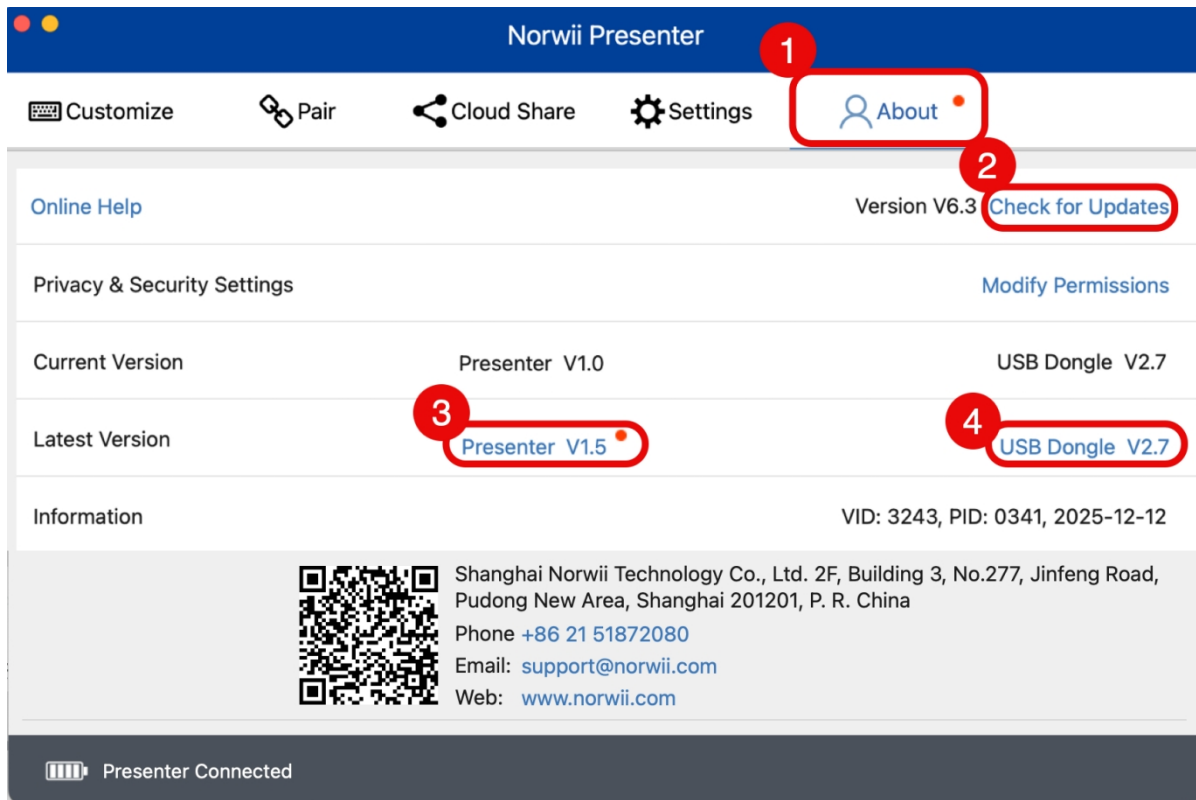 Norwii Presenter
1
Customize Pair Cloud Share Settings About
2
Online Help Version V6.3 Check for Updates
Privacy & Security Settings Modify Permissions
Current Version Presenter V1.0 USB Dongle V2.7
3 4
Latest Version Presenter V1.5 USB Dongle V2.7
Information VID: 3243, PID: 0341, 2025-12-12
Shanghai Norwii Technology Co., Ltd. 2F, Building 3, No.277, Jinfeng Road,
Pudong New Area, Shanghai 201201, P. R. China
Phone +86 21 51872080
Email: support@norwii.com
Web: www.norwii.com
Presenter Connected